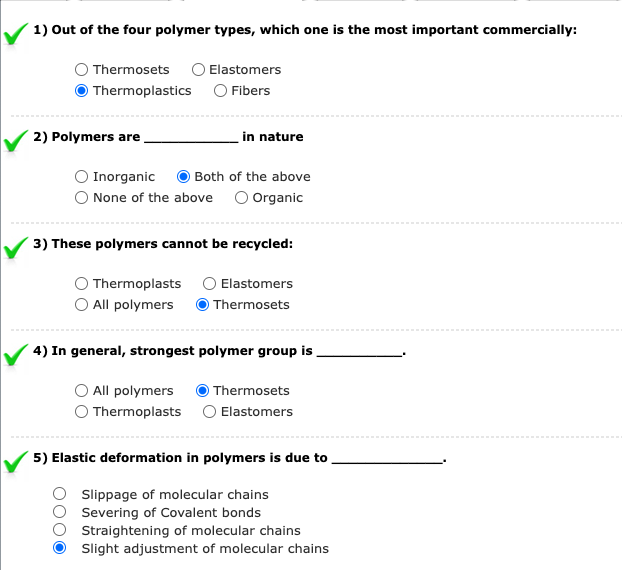 1) Out of the four polymer types, which one is the most important commercially:
Thermosets Elastomers
Thermoplastics Fibers
2) Polymers are ____________ in nature
Inorganic Both of the above
None of the above Organic
3) These polymers cannot be recycled:
Thermoplasts Elastomers
All polymers Thermosets
4) In general, strongest polymer group is ___________.
All polymers Thermosets
Thermoplasts Elastomers
5) Elastic deformation in polymers is due to ______________.
Slippage of molecular chains
Severing of Covalent bonds
Straightening of molecular chains
Slight adjustment of molecular chains